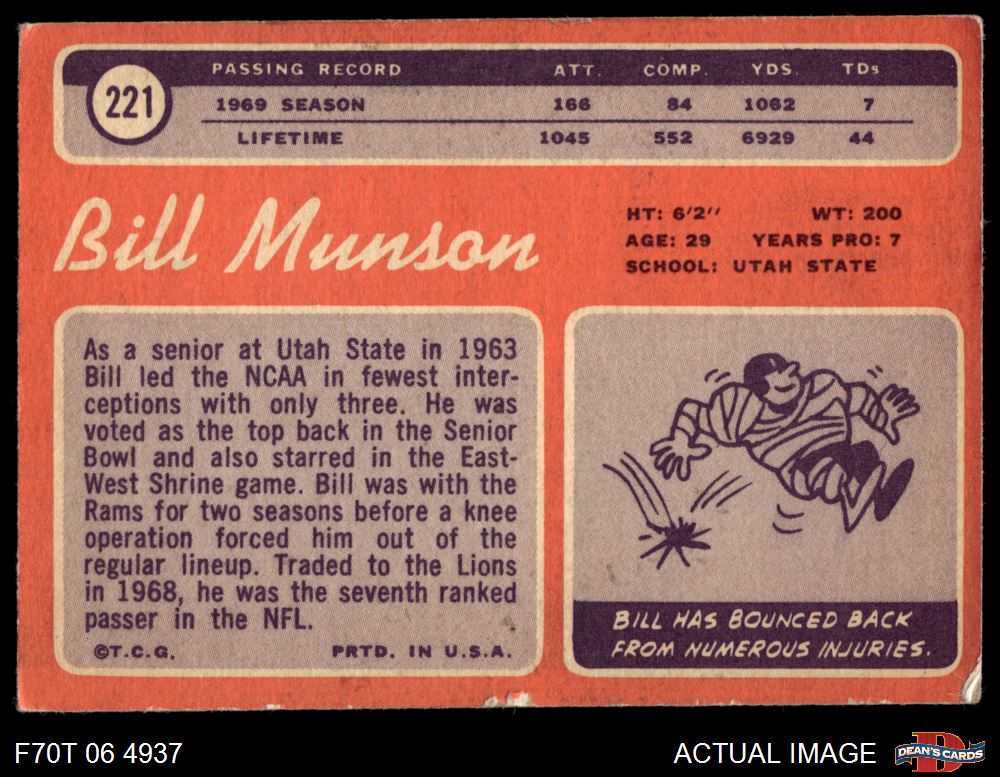 221
PASSING RECORD ATT. COMP. YDS. TDs
1969 SEASON 166 84 1062 7
LIFETIME 1045 552 6929 44
Bill Munson
HT: 6'2'' WT: 200
AGE: 29 YEARS PRO: 7
SCHOOL: UTAH STATE
As a senior at Utah State in 1963
Bill led the NCAA in fewest inter-
ceptions with only three. He was
voted as the top back in the Senior
Bowl and also starred in the East-
West Shrine game. Bill was with the
Rams for two seasons before a knee
operation forced him out of the
regular lineup. Traded to the Lions
in 1968, he was the seventh ranked
passer in the NFL.
©T.C.G. PRTD. IN U.S.A.
BILL HAS BOUNCED BACK
FROM NUMEROUS INJURIES.
F70T 06 4937 ACTUAL IMAGE
D
DEAN'S CARDS